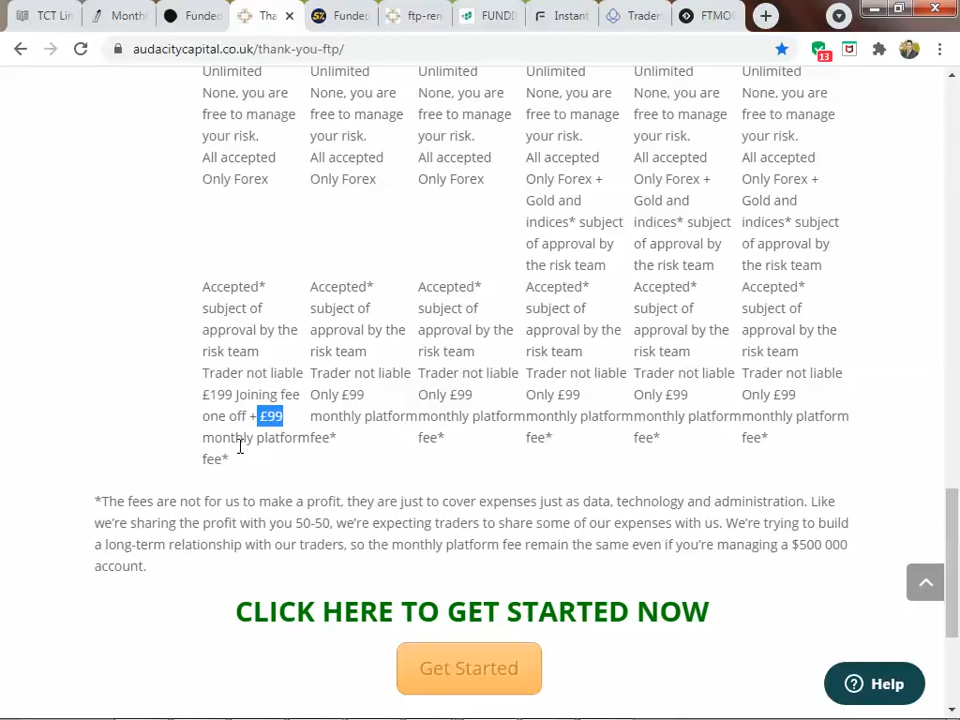 TCT Lin
Month
Funded
Tha
Funde
ftp-ren
FUNDI
Instant
Trader
FTMO
audacitycapital.co.uk/thank-you-ftp/
13
Unlimited Unlimited Unlimited Unlimited Unlimited Unlimited
None, you are None, you are None, you are None, you are None, you are None, you are
free to manage free to manage free to manage free to manage free to manage free to manage
your risk. your risk. your risk. your risk. your risk. your risk.
All accepted All accepted All accepted All accepted All accepted All accepted
Only Forex Only Forex Only Forex Only Forex + Only Forex + Only Forex +
Gold and Gold and Gold and
indices* subject indices* subject indices* subject
of approval by of approval by of approval by
the risk team the risk team the risk team
Accepted* Accepted* Accepted* Accepted* Accepted* Accepted*
subject of subject of subject of subject of subject of subject of
approval by the approval by the approval by the approval by the approval by the approval by the
risk team risk team risk team risk team risk team risk team
Trader not liable Trader not liable Trader not liable Trader not liable Trader not liable Trader not liable
£199 Joining fee Only £99 Only £99 Only £99 Only £99 Only £99
one off + £99 monthly platform monthly platform monthly platform monthly platform monthly platform
monthly platform fee* fee* fee* fee* fee*
fee*
*The fees are not for us to make a profit, they are just to cover expenses just as data, technology and administration. Like
we're sharing the profit with you 50-50, we're expecting traders to share some of our expenses with us. We're trying to build
a long-term relationship with our traders, so the monthly platform fee remain the same even if you're managing a $500 000
account.
CLICK HERE TO GET STARTED NOW
Get Started
Help